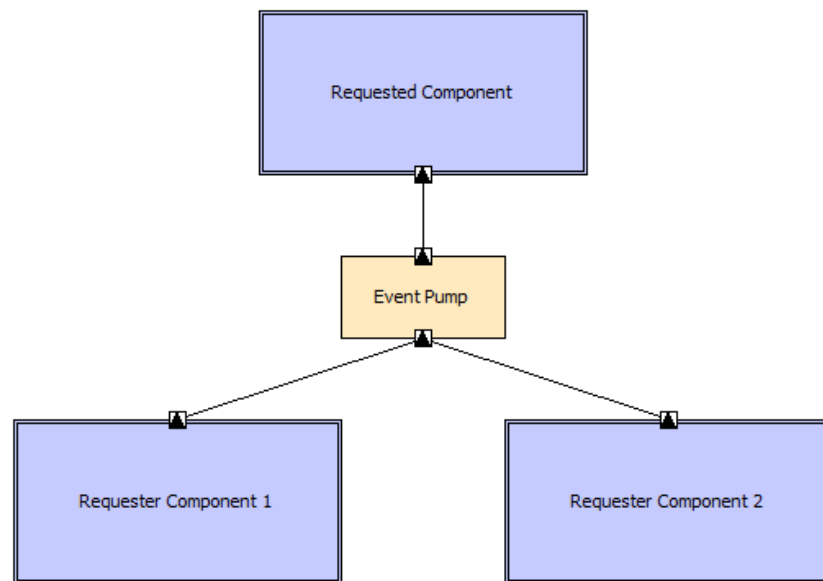 Requested Component
Event Pump
Requester Component 1
Requester Component 2